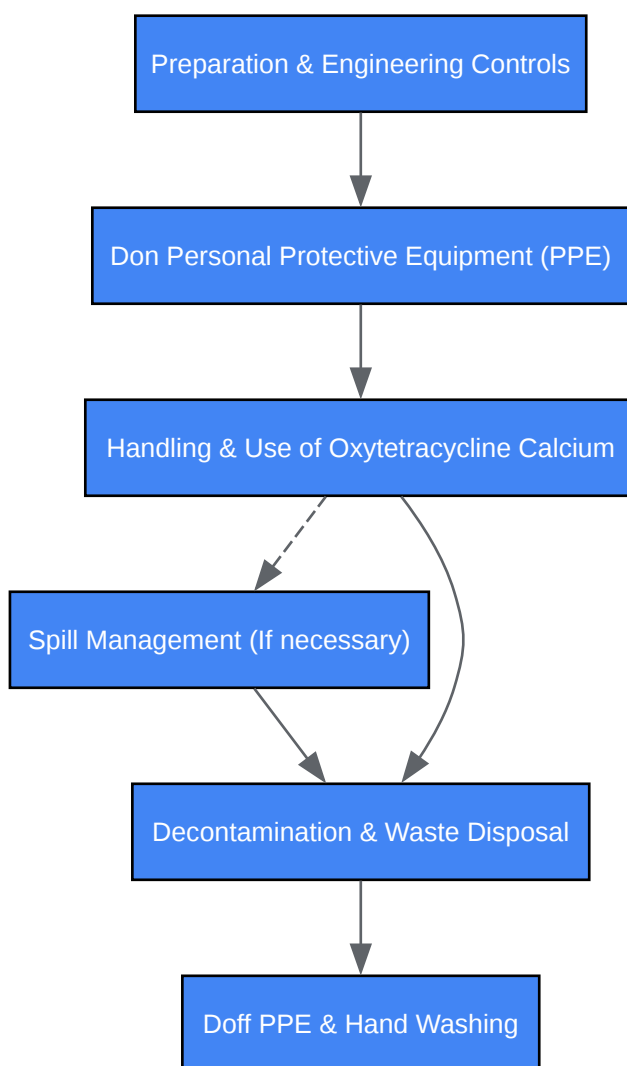 Preparation & Engineering Controls
Don Personal Protective Equipment (PPE)
Handling & Use of Oxytetracycline Calcium
Spill Management (If necessary)
Decontamination & Waste Disposal
Doff PPE & Hand Washing